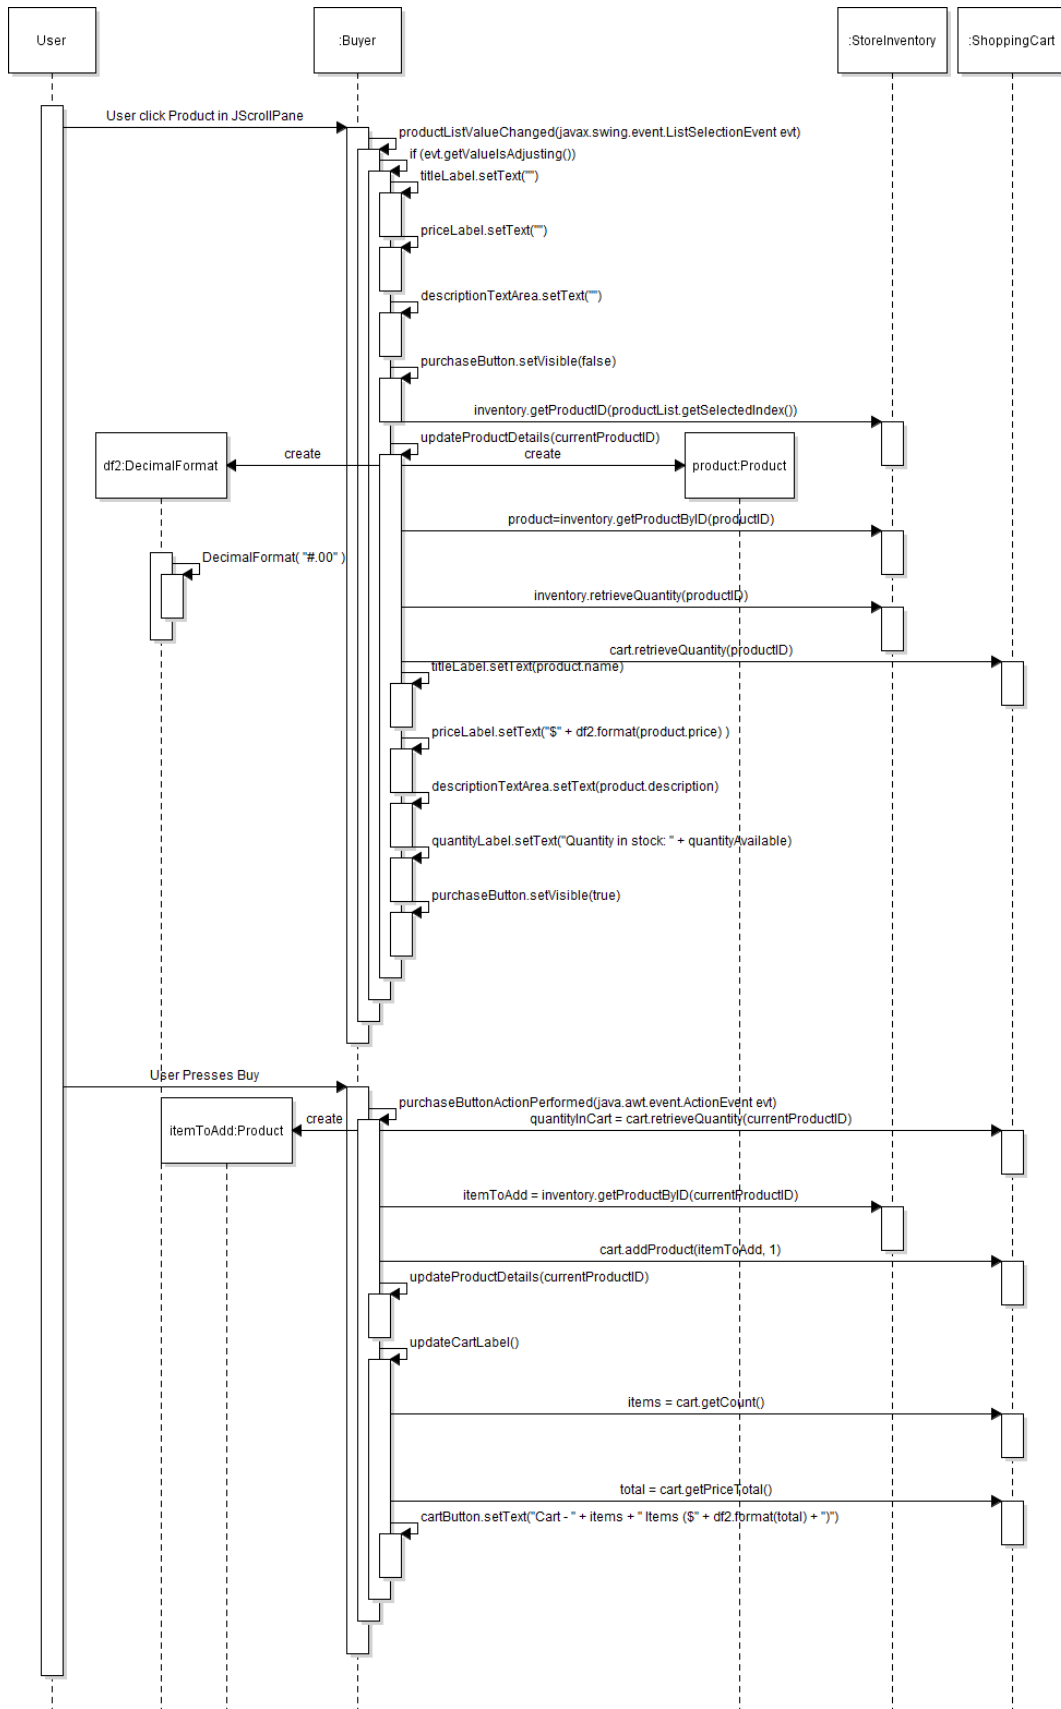 User
:Buyer
:StoreInventory
:ShoppingCart
User click Product in JScrollPane
productListValueChanged(javax.swing.event.ListSelectionEvent evt)
if (evt.getValueIsAdjusting())
titleLabel.setText("")
priceLabel.setText("")
descriptionTextArea.setText("")
purchaseButton.setVisible(false)
inventory.getProductID(productList.getSelectedIndex())
updateProductDetails(currentProductID)
create
create
df2:DecimalFormat
product:Product
product=inventory.getProductByID(productID)
DecimalFormat( "#.00" )
inventory.retrieveQuantity(productID)
cart.retrieveQuantity(productID)
titleLabel.setText(product.name)
priceLabel.setText("$" + df2.format(product.price) )
descriptionTextArea.setText(product.description)
quantityLabel.setText("Quantity in stock: " + quantityAvailable)
purchaseButton.setVisible(true)
User Presses Buy
purchaseButtonActionPerformed(java.awt.event.ActionEvent evt)
create
quantityInCart = cart.retrieveQuantity(currentProductID)
itemToAdd:Product
itemToAdd = inventory.getProductByID(currentProductID)
cart.addProduct(itemToAdd, 1)
updateProductDetails(currentProductID)
updateCartLabel()
items = cart.getCount()
total = cart.getPriceTotal()
cartButton.setText("Cart - " + items + " Items ($" + df2.format(total) + ")")